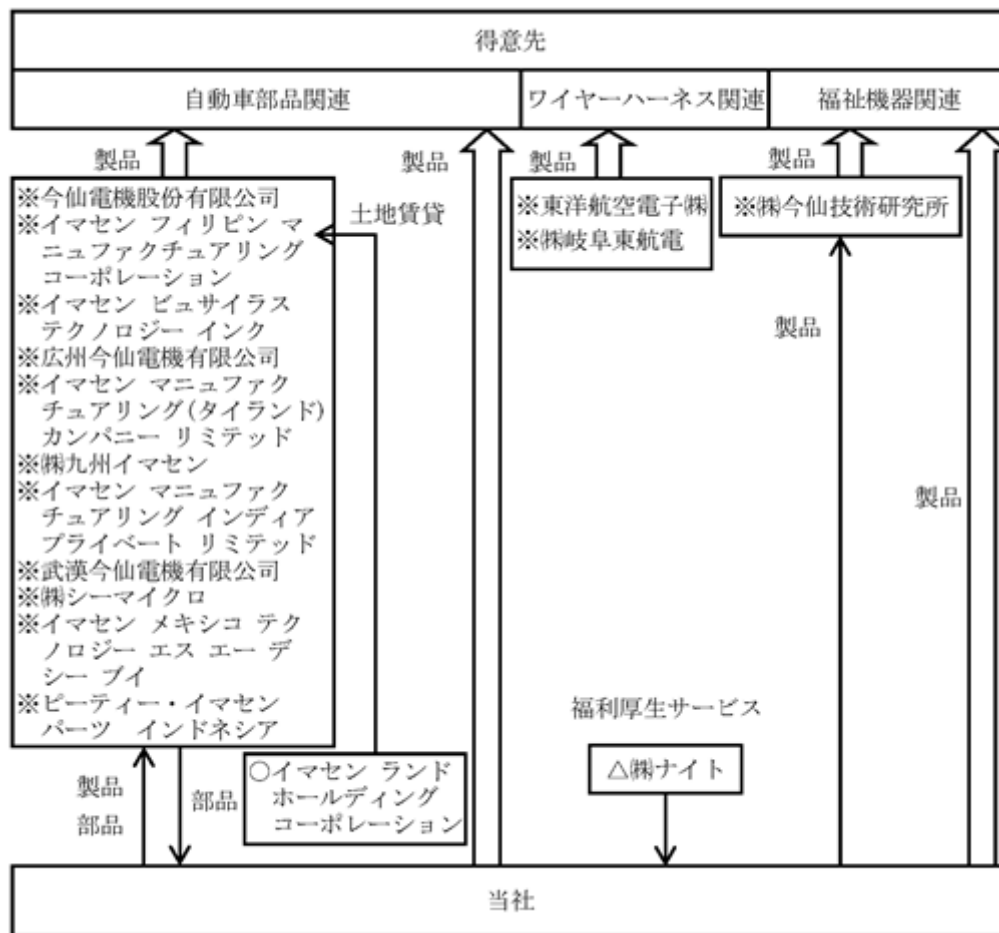 得意先
自動車部品関連
ワイヤーハーネス関連
福祉機器関連
製品
製品
製品
製品
※今仙電機股份有限公司
※イマセン フィリピン マ
ニュファクチュアリング
コーポレーション
※イマセン ビュサイラス
テクノロジー インク
※広州今仙電機有限公司
※イマセン マニュファク
チュアリング(タイランド)
カンパニー リミテッド
※㈱九州イマセン
※イマセン マニュファク
チュアリング インディア
プライベート リミテッド
※武漢今仙電機有限公司
※㈱シーマイクロ
※イマセン メキシコ テク
ノロジー エス エー デ
シー ブイ
※ピーティー・イマセン
パーツ インドネシア
土地賃貸
※東洋航空電子㈱
※㈱岐阜東航電
※㈱今仙技術研究所
製品
製品
福利厚生サービス
△㈱ナイト
○イマセン ランド
ホールディング
コーポレーション
製品
部品
部品
当社